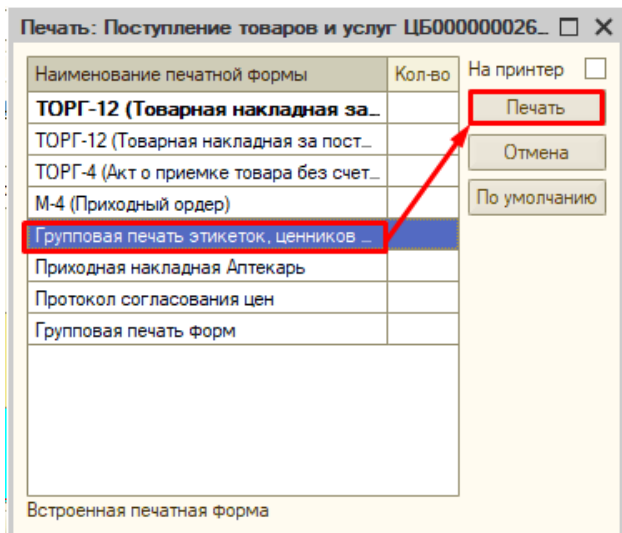 Печать: Поступление товаров и услуг ЦБ000000026...
Наименование печатной формы Кол-во На принтер
ТОРГ-12 (Товарная накладная за...
Печать
ТОРГ-12 (Товарная накладная за пост...
Отмена
ТОРГ-4 (Акт о приемке товара без счет...
М-4 (Приходный ордер)
По умолчанию
Групповая печать этикеток, ценников ...
Приходная накладная Аптекарь
Протокол согласования цен
Групповая печать форм
Встроенная печатная форма